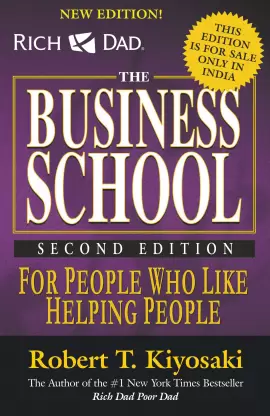 NEW EDITION!
RICH DAD®
THIS
EDITION
IS FOR SALE
ONLY IN
INDIA
THE
BUSINESS
SCHOOL
SECOND EDITION
FOR PEOPLE WHO LIKE
HELPING PEOPLE
Robert T. Kiyosaki
The Author of the #1 New York Times Bestseller
Rich Dad Poor Dad